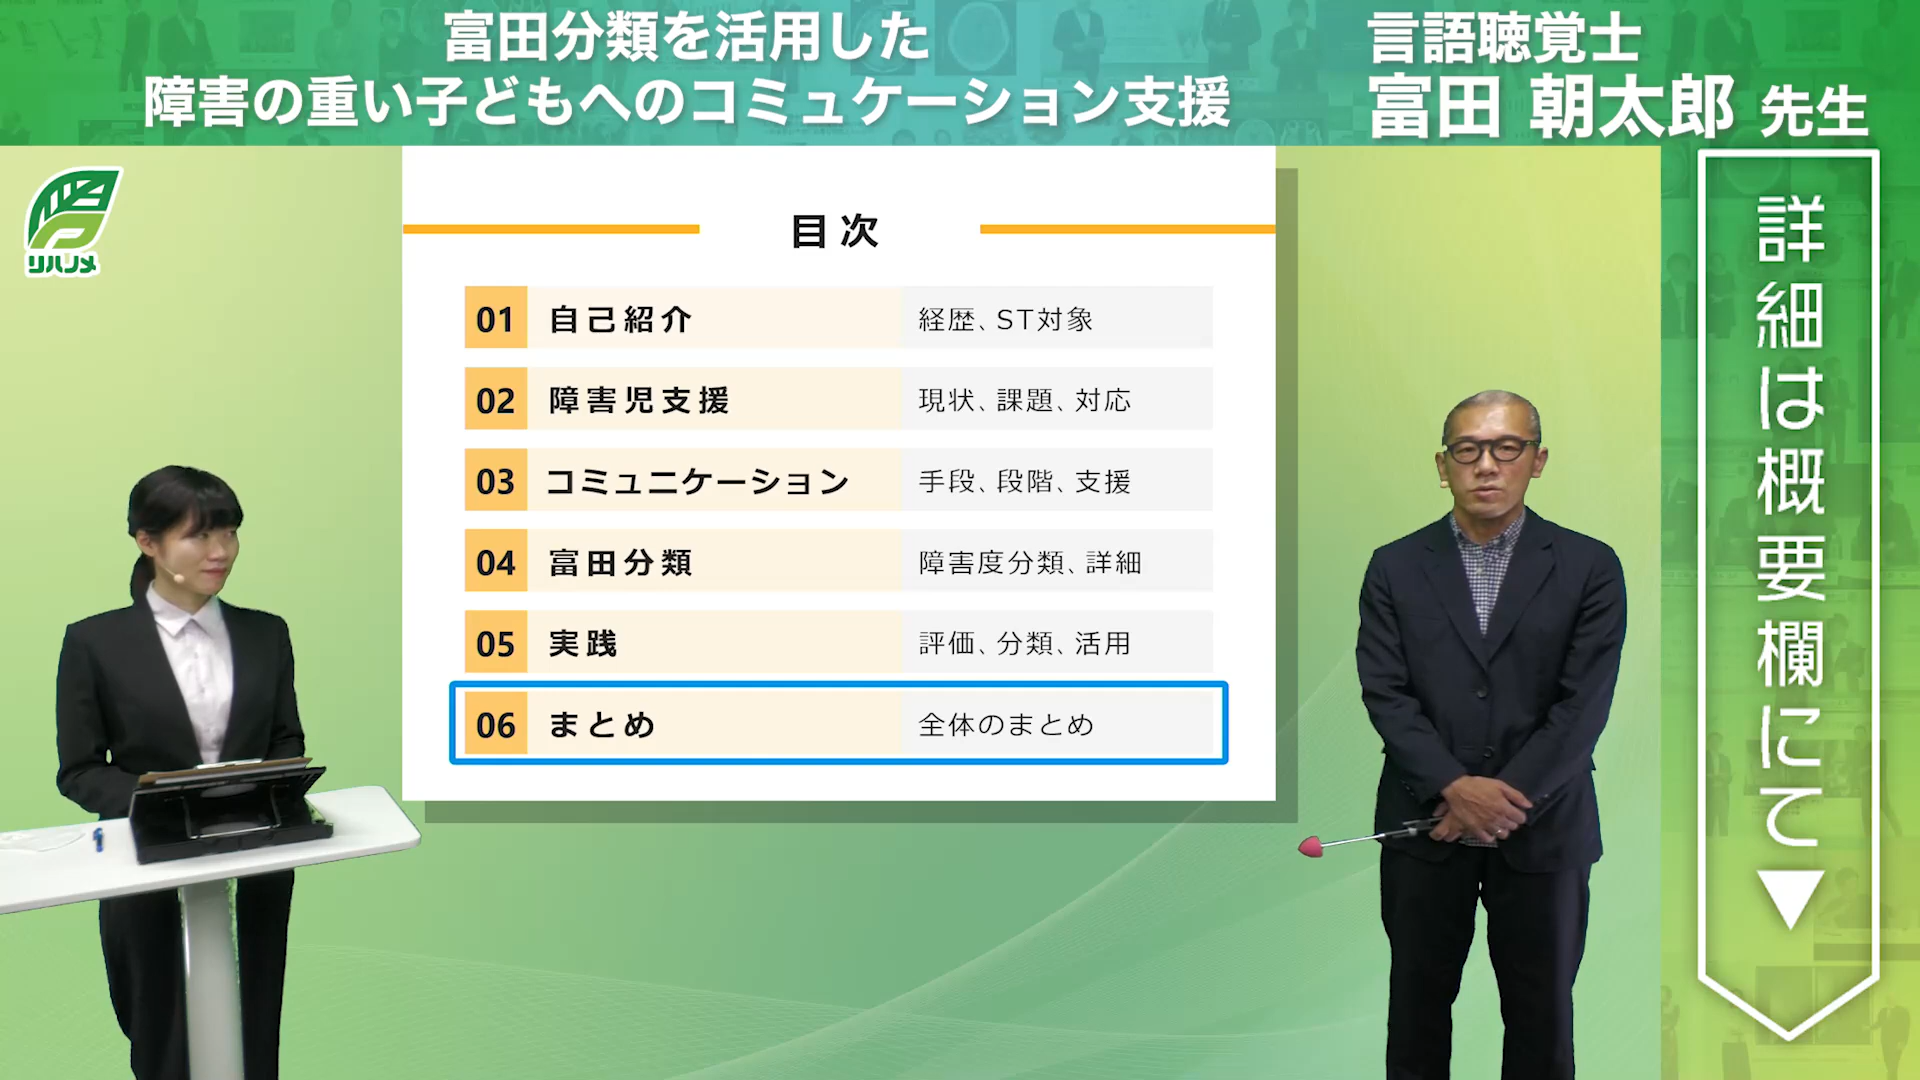 富田分類を活用した
障害の重い子どもへのコミュケーション支援
言語聴覚士
富田 朝太郎 先生
リハノメ
目次
01 自己紹介 経歴、ST対象
02 障害児支援 現状、課題、対応
03 コミュニケーション 手段、段階、支援
04 富田分類 障害度分類、詳細
05 実践 評価、分類、活用
06 まとめ 全体のまとめ
詳細は概要欄にて▼